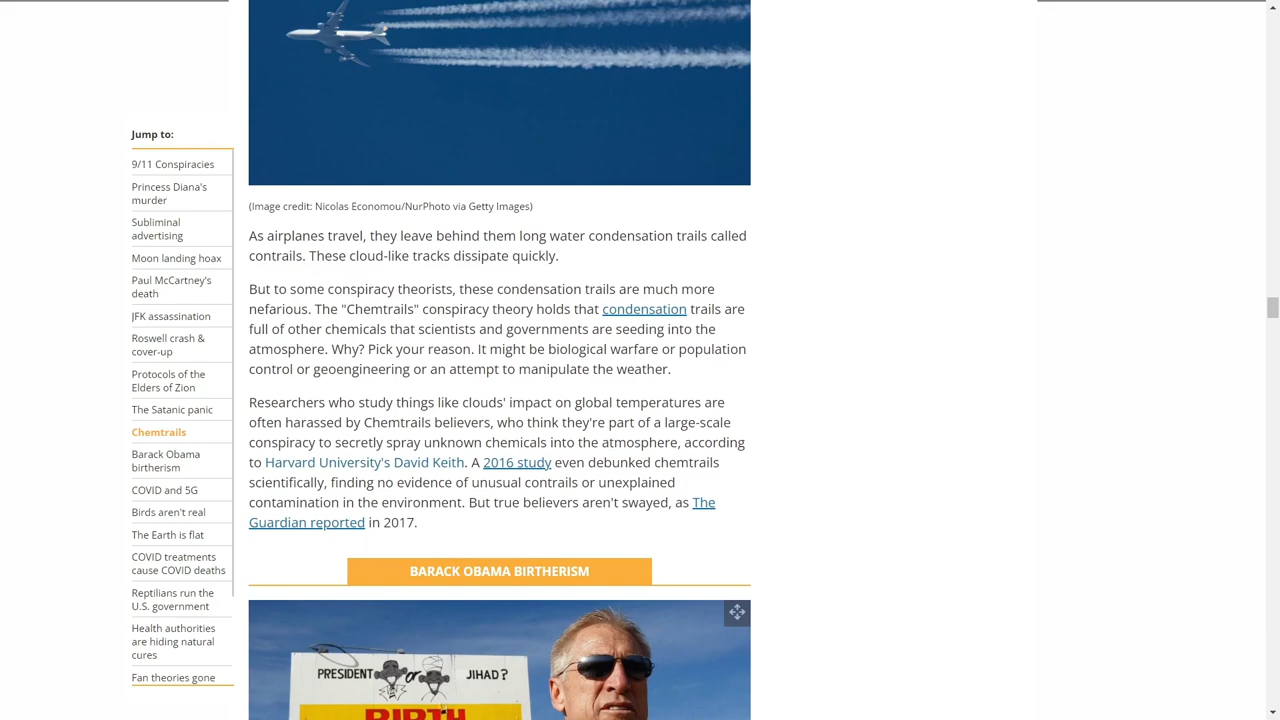 Jump to:
9/11 Conspiracies
Princess Diana's
murder
Subliminal
advertising
Moon landing hoax
Paul McCartney's
death
JFK assassination
Roswell crash &
cover-up
Protocols of the
Elders of Zion
The Satanic panic
Chemtrails
Barack Obama
birtherism
COVID and 5G
Birds aren't real
The Earth is flat
COVID treatments
cause COVID deaths
Reptilians run the
U.S. government
Health authorities
are hiding natural
cures
Fan theories gone
(Image credit: Nicolas Economou/NurPhoto via Getty Images)
As airplanes travel, they leave behind them long water condensation trails called
contrails. These cloud-like tracks dissipate quickly.
But to some conspiracy theorists, these condensation trails are much more
nefarious. The "Chemtrails" conspiracy theory holds that condensation trails are
full of other chemicals that scientists and governments are seeding into the
atmosphere. Why? Pick your reason. It might be biological warfare or population
control or geoengineering or an attempt to manipulate the weather.
Researchers who study things like clouds' impact on global temperatures are
often harassed by Chemtrails believers, who think they're part of a large-scale
conspiracy to secretly spray unknown chemicals into the atmosphere, according
to Harvard University's David Keith. A 2016 study even debunked chemtrails
scientifically, finding no evidence of unusual contrails or unexplained
contamination in the environment. But true believers aren't swayed, as The
Guardian reported in 2017.
BARACK OBAMA BIRTHERISM
PRESIDENT or JIHAD?
BIRTH